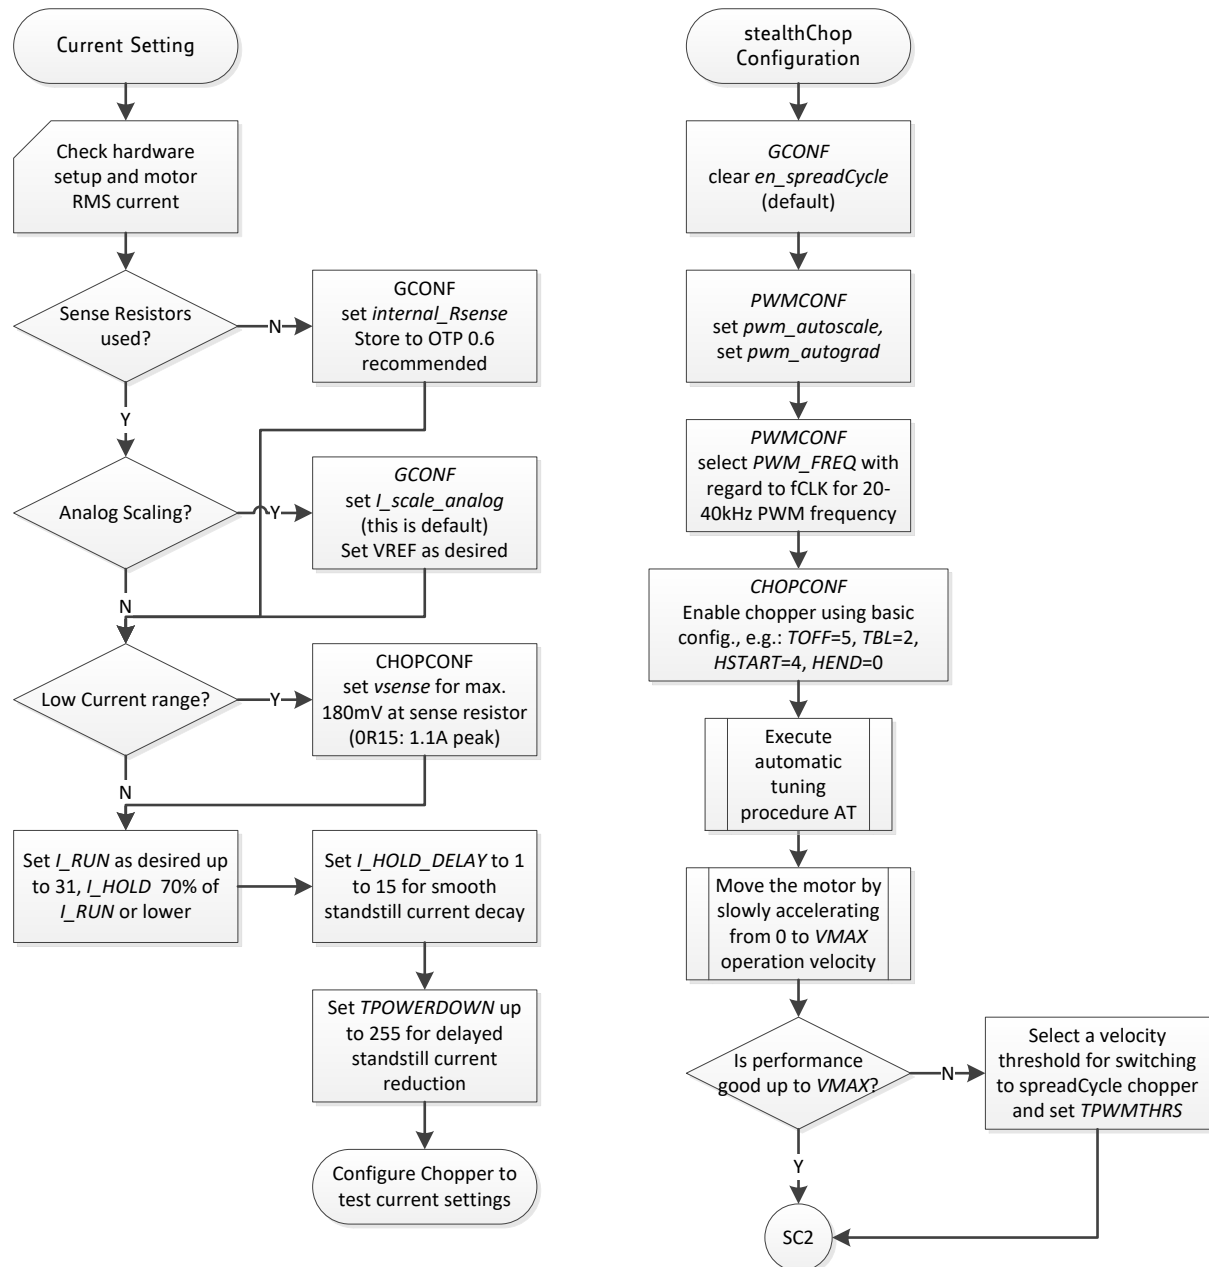 Current Setting
Check hardware
setup and motor
RMS current
Sense Resistors
used?
N
GCONF
set internal_Rsense
Store to OTP 0.6
recommended
Y
Analog Scaling?
Y
GCONF
set I_scale_analog
(this is default)
Set VREF as desired
N
Low Current range?
Y
CHOPCONF
set vsense for max.
180mV at sense resistor
(0R15: 1.1A peak)
N
Set I_RUN as desired up
to 31, I_HOLD 70% of
I_RUN or lower
Set I_HOLD_DELAY to 1
to 15 for smooth
standstill current decay
Set TPOWERDOWN up
to 255 for delayed
standstill current
reduction
Configure Chopper to
test current settings
stealthChop
Configuration
GCONF
clear en_spreadCycle
(default)
PWMCONF
set pwm_autoscale,
set pwm_autograd
PWMCONF
select PWM_FREQ with
regard to fCLK for 20-
40kHz PWM frequency
CHOPCONF
Enable chopper using basic
config., e.g.: TOFF=5, TBL=2,
HSTART=4, HEND=0
Execute
automatic
tuning
procedure AT
Move the motor by
slowly accelerating
from 0 to VMAX
operation velocity
Is performance
good up to VMAX?
N
Select a velocity
threshold for switching
to spreadCycle chopper
and set TPWMTHRS
Y
SC2